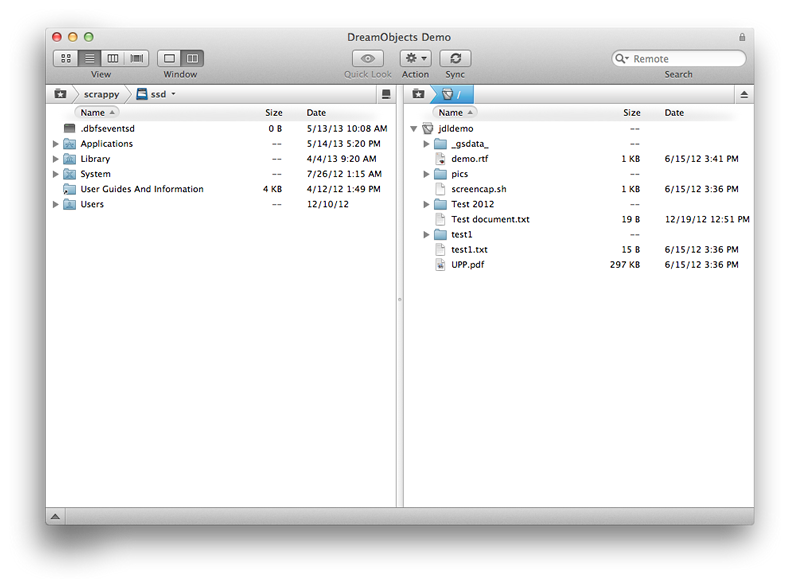 DreamObjects Demo
Remote
View Window Quick Look Action Sync Search
scrappy ssd
/
Name Size Date
.dbfseventsd 0 B 5/13/13 10:08 AM
Applications -- 5/14/13 5:20 PM
Library -- 4/4/13 9:20 AM
System -- 7/26/12 1:15 AM
User Guides And Information 4 KB 4/12/12 1:49 PM
Users -- 12/10/12
Name Size Date
jdldemo --
_gsdata_ --
demo.rtf 1 KB 6/15/12 3:41 PM
pics --
screencap.sh 1 KB 6/15/12 3:36 PM
Test 2012 --
Test document.txt 19 B 12/19/12 12:51 PM
test1 --
test1.txt 15 B 6/15/12 3:36 PM
UPP.pdf 297 KB 6/15/12 3:36 PM